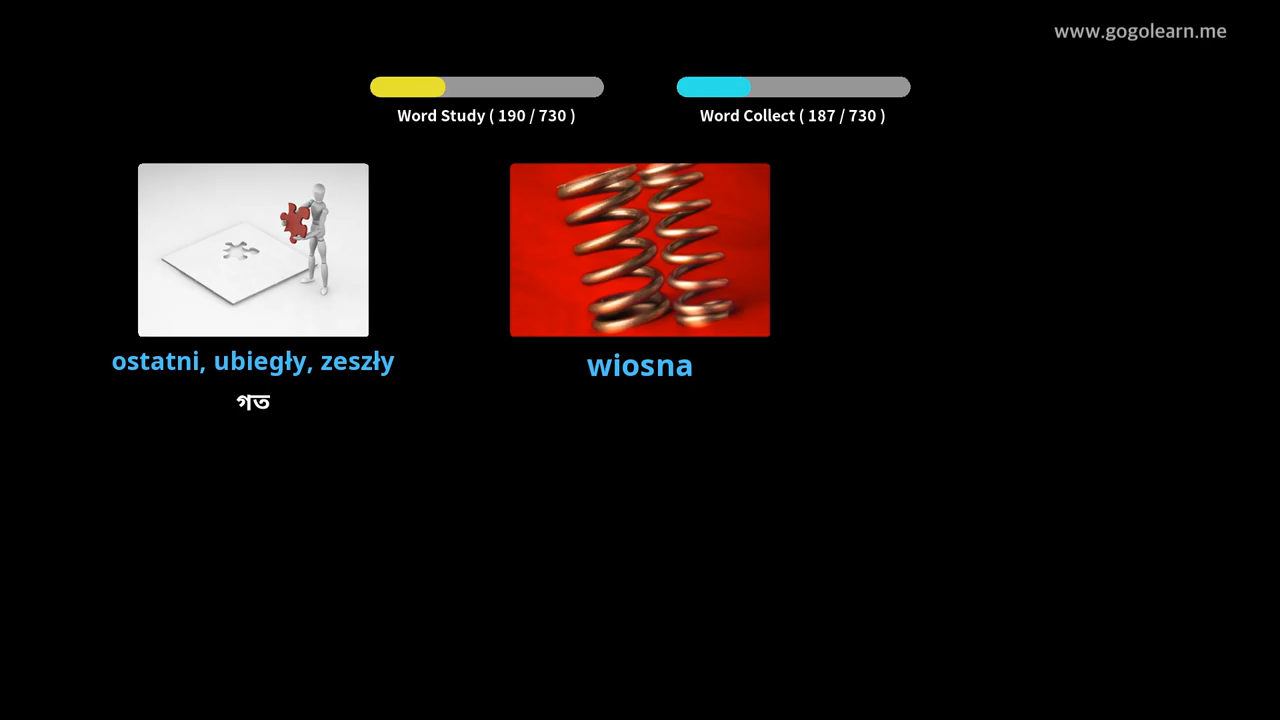 www.gogolearn.me
Word Study ( 190 / 730 )
Word Collect ( 187 / 730 )
ostatni, ubiegły, zeszły
গত
wiosna